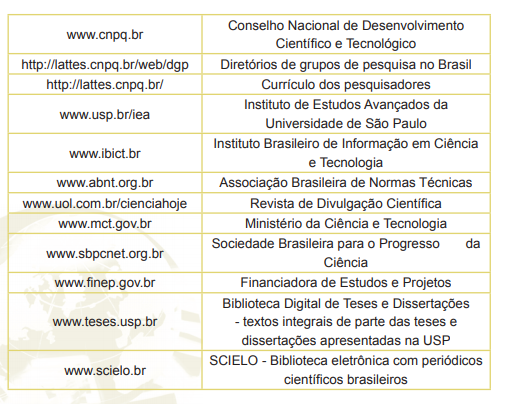 www.cnpq.br
Conselho Nacional de Desenvolvimento
Científico e Tecnológico
http://lattes.cnpq.br/web/dgp
Diretórios de grupos de pesquisa no Brasil
http://lattes.cnpq.br/
Currículo dos pesquisadores
www.usp.br/iea
Instituto de Estudos Avançados da
Universidade de São Paulo
www.ibict.br
Instituto Brasileiro de Informação em Ciência
e Tecnologia
www.abnt.org.br
Associação Brasileira de Normas Técnicas
www.uol.com.br/cienciahoje
Revista de Divulgação Científica
www.mct.gov.br
Ministério da Ciência e Tecnologia
www.sbpcnet.org.br
Sociedade Brasileira para o Progresso da
Ciência
www.finep.gov.br
Financiadora de Estudos e Projetos
www.teses.usp.br
Biblioteca Digital de Teses e Dissertações
- textos integrais de parte das teses e
dissertações apresentadas na USP
www.scielo.br
SCIELO - Biblioteca eletrônica com periódicos
científicos brasileiros